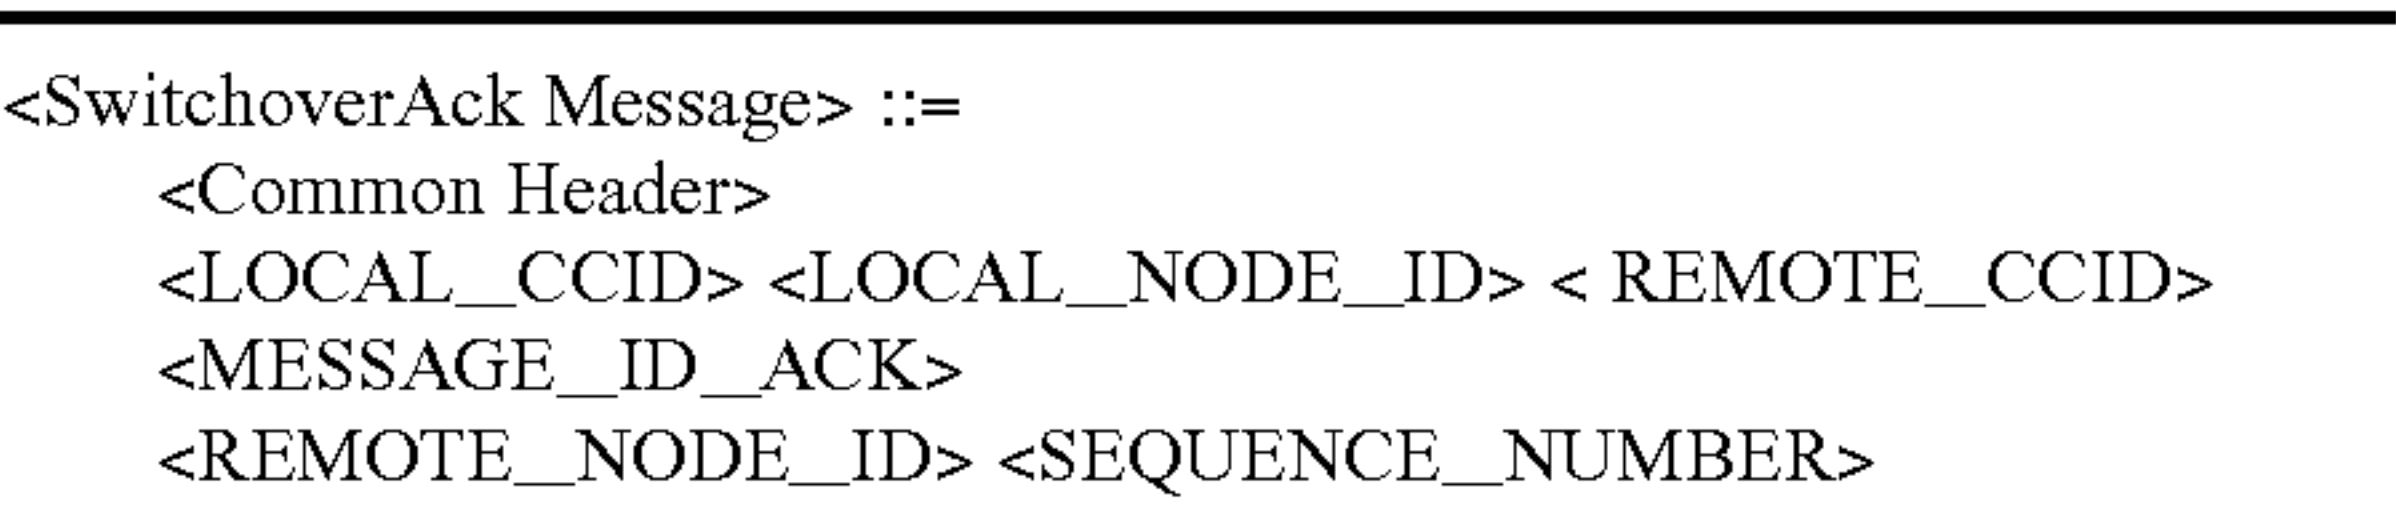 <SwitchoverAck Message> ::=
<Common Header>
<LOCAL_CCID> <LOCAL_NODE_ID> < REMOTE_CCID>
<MESSAGE_ID_ACK>
<REMOTE_NODE_ID> <SEQUENCE_NUMBER>